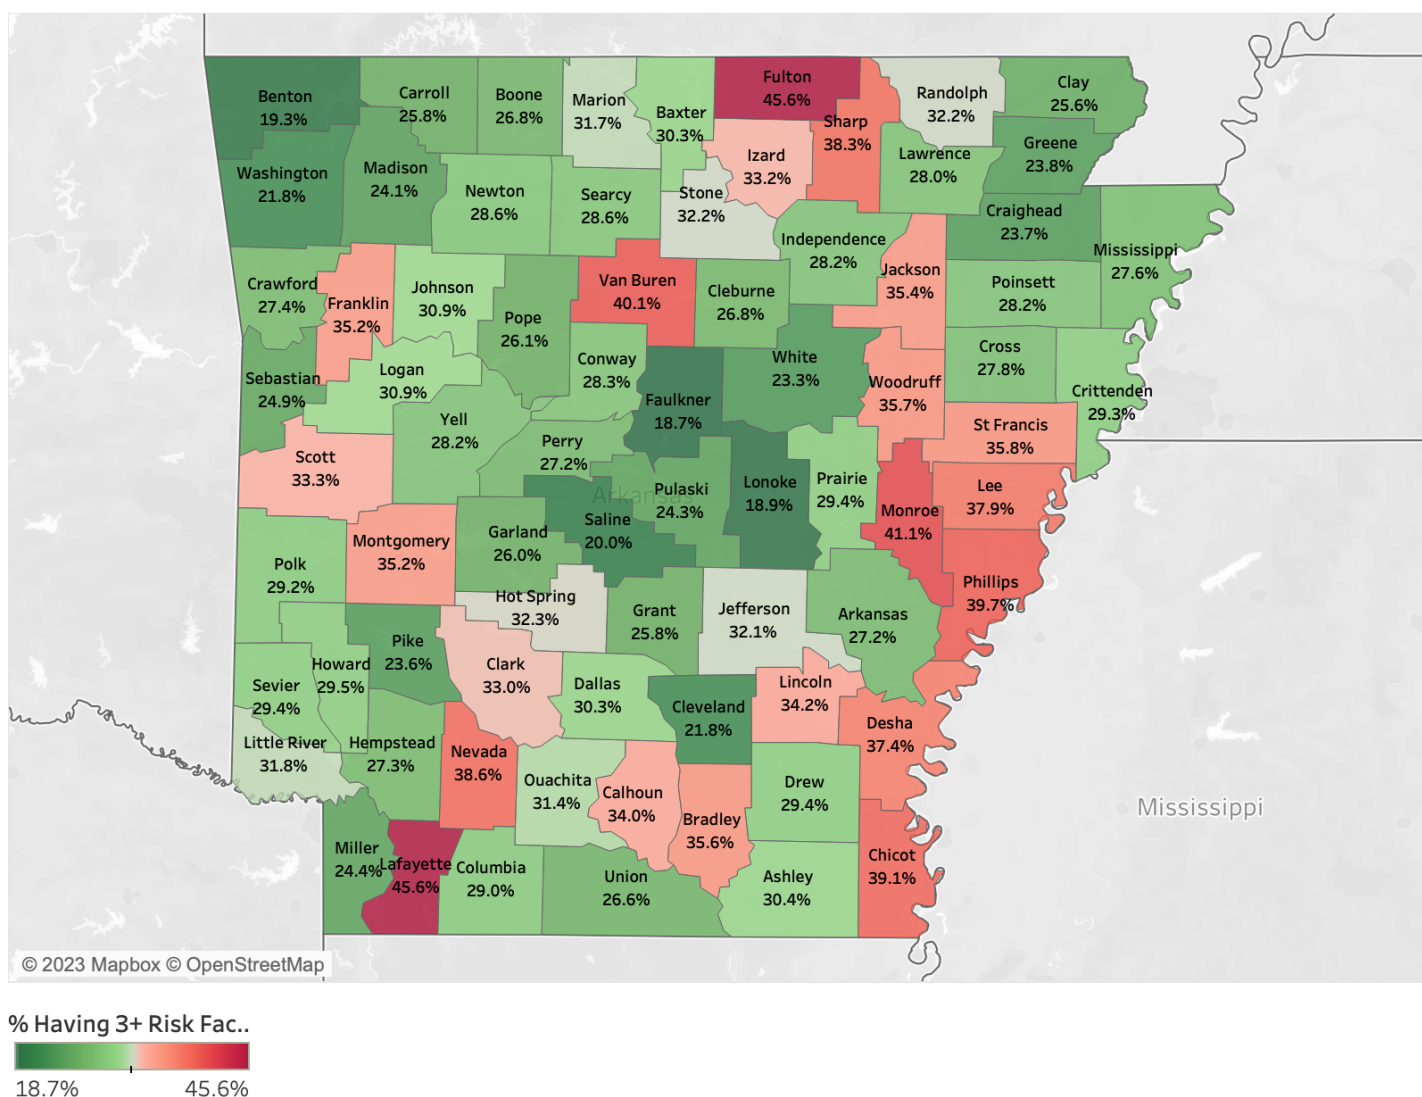 Benton
19.3%
Carroll
25.8%
Boone
26.8%
Marion
31.7%
Baxter
30.3%
Fulton
45.6%
Sharp
38.3%
Randolph
32.2%
Clay
25.6%
Washington
21.8%
Madison
24.1%
Newton
28.6%
Searcy
28.6%
Stone
32.2%
Izard
33.2%
Lawrence
28.0%
Greene
23.8%
Craighead
23.7%
Mississippi
27.6%
Independence
28.2%
Jackson
35.4%
Poinsett
28.2%
Crawford
27.4%
Franklin
35.2%
Johnson
30.9%
Pope
26.1%
Van Buren
40.1%
Cleburne
26.8%
Conway
28.3%
White
23.3%
Woodruff
35.7%
Cross
27.8%
Crittenden
29.3%
Sebastian
24.9%
Logan
30.9%
Yell
28.2%
Faulkner
18.7%
St Francis
35.8%
Scott
33.3%
Perry
27.2%
Arkansas
Pulaski
24.3%
Lonoke
18.9%
Prairie
29.4%
Monroe
41.1%
Lee
37.9%
Saline
20.0%
Garland
26.0%
Montgomery
35.2%
Polk
29.2%
Phillips
39.7%
Hot Spring
32.3%
Grant
25.8%
Jefferson
32.1%
Arkansas
27.2%
Pike
23.6%
Howard
29.5%
Clark
33.0%
Dallas
30.3%
Cleveland
21.8%
Lincoln
34.2%
Desha
37.4%
Sevier
29.4%
Little River
31.8%
Hempstead
27.3%
Nevada
38.6%
Ouachita
31.4%
Calhoun
34.0%
Bradley
35.6%
Drew
29.4%
Mississippi
Miller
24.4%
Lafayette
45.6%
Columbia
29.0%
Union
26.6%
Ashley
30.4%
Chicot
39.1%
© 2023 Mapbox © OpenStreetMap
% Having 3+ Risk Fac..
18.7% 45.6%